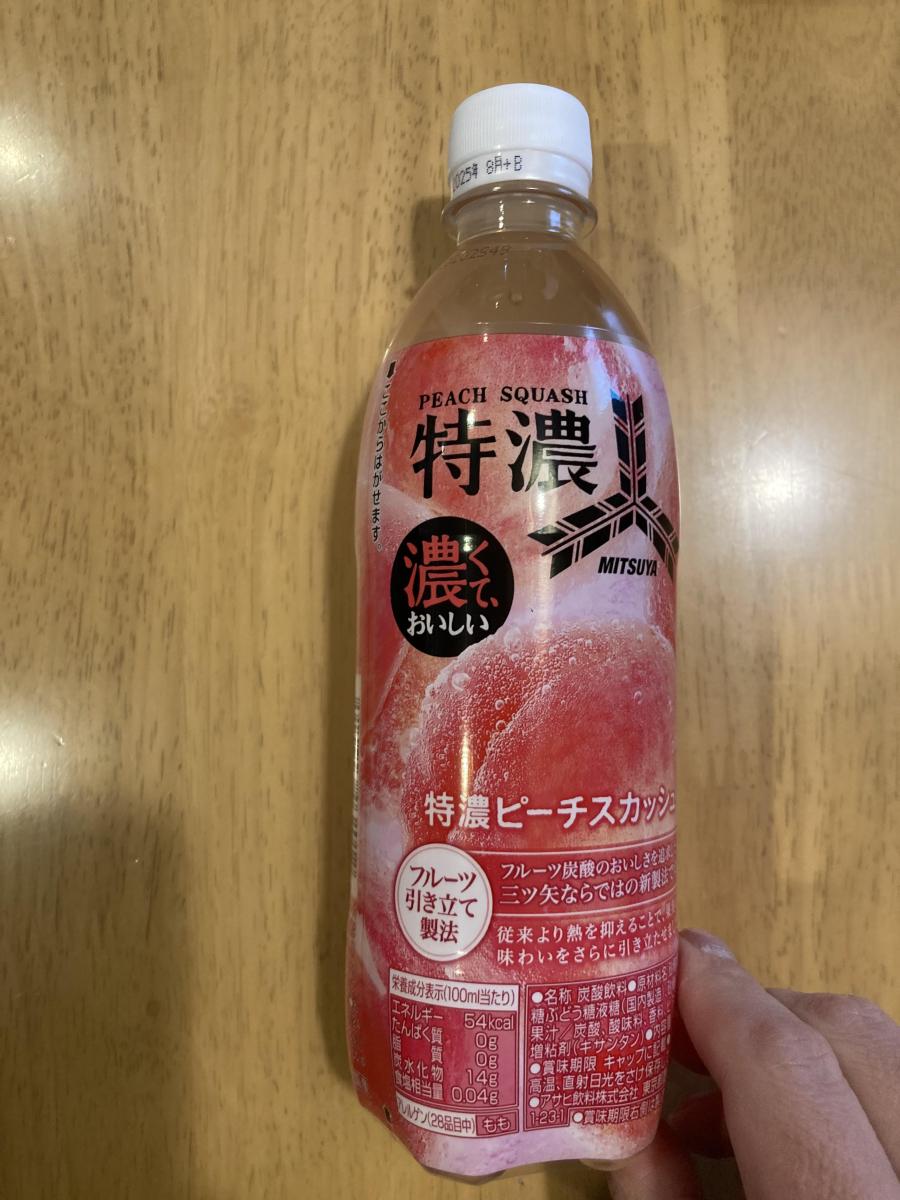 2025年 8月+B
PEACH SQUASH
特濃
MITSUYA
ここからはがせます。
濃くて、
おいしい
特濃ピーチスカッシュ
フルーツ
引き立て
製法
フルーツ炭酸のおいしさを追求
三ツ矢ならではの新製法で
従来より熱を抑えることで、
味わいをさらに引き立たせ
栄養成分表示(100ml当たり)
エネルギー 54kcal
たんぱく質 0g
脂質 0g
炭水化物 14g
食塩相当量 0.04g
アレルゲン(28品目中) もも
●名称 炭酸飲料●原材料名
糖ぶどう糖液糖(国内製造
果汁/炭酸、酸味料、香料、
増粘剤(キサンタン)●内容量
●賞味期限 キャップに記載●
高温、直射日光をさけ保存
●アサヒ飲料株式会社 東京都
1-23-1 ●賞味期限右